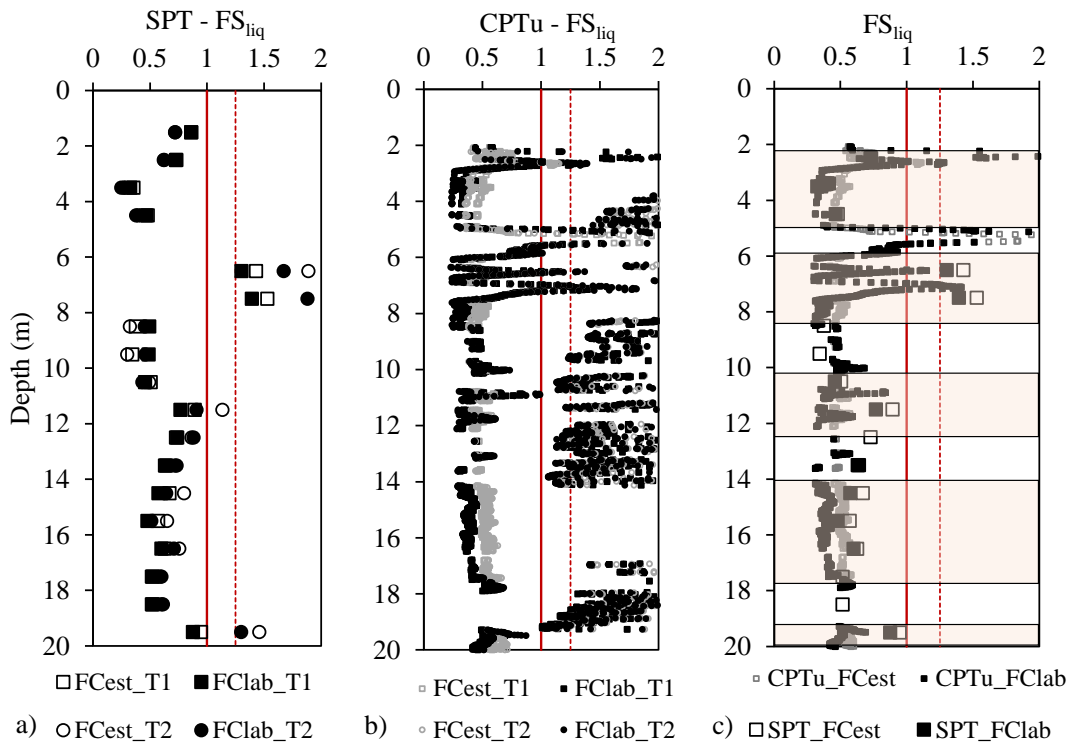 SPT - FSliq
0 0.5 1 1.5 2
0
2
4
6
8
10
12
14
16
18
20
Depth (m)
FCest_T1 FClab_T1
FCest_T2 FClab_T2
a)
CPTu - FSliq
0 0.5 1 1.5 2
0
2
4
6
8
10
12
14
16
18
20
FCest_T1 FClab_T1
FCest_T2 FClab_T2
b)
FSliq
0 0.5 1 1.5 2
0
2
4
6
8
10
12
14
16
18
20
CPTu_FCest CPTu_FClab
SPT_FCest SPT_FClab
c)